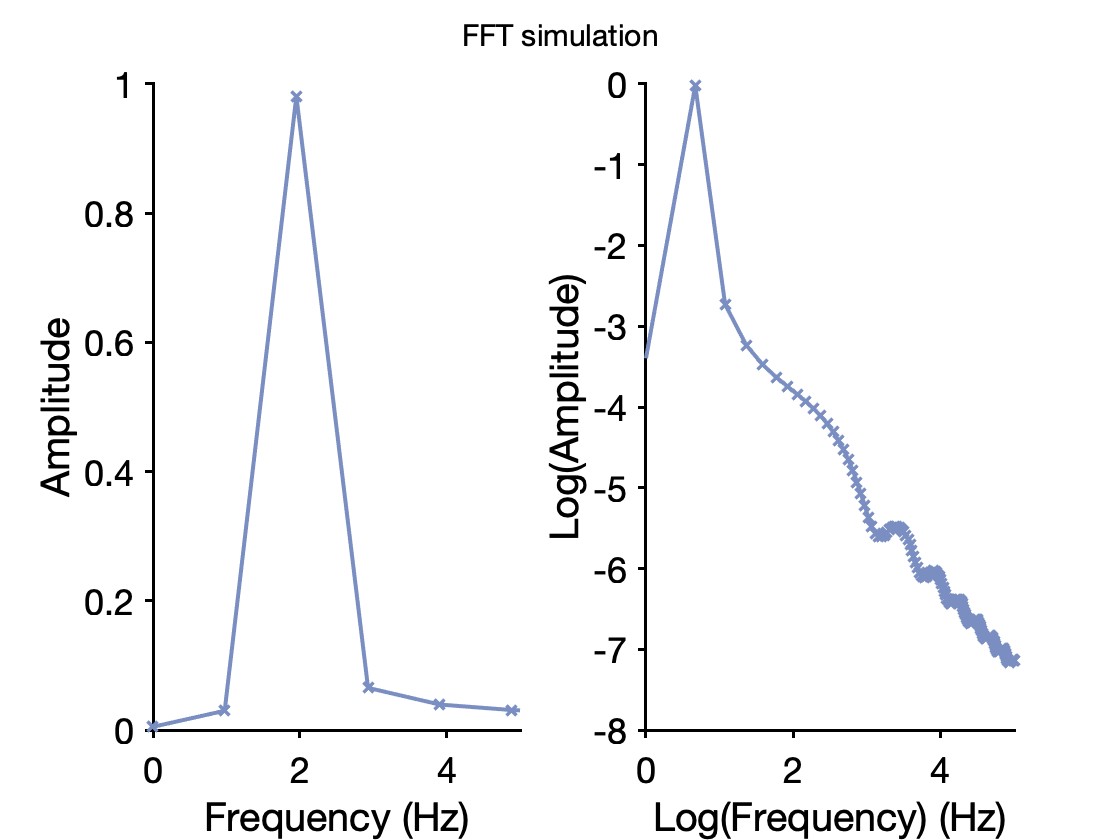 FFT simulation
1
0.8
0.6
0.4
0.2
0
Amplitude
0 2 4
Frequency (Hz)
0
-1
-2
-3
-4
-5
-6
-7
-8
Log(Amplitude)
0 2 4
Log(Frequency) (Hz)